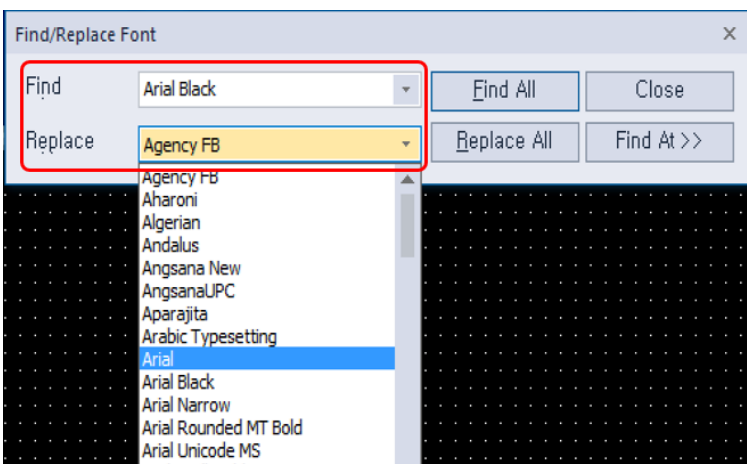 Find/Replace Font
Find Arial Black Find All Close
Replace Agency FB Replace All Find At >>
Agency FB
Aharoni
Algerian
Andalus
Angsana New
AngsanaUPC
Aparajita
Arabic Typesetting
Arial
Arial Black
Arial Narrow
Arial Rounded MT Bold
Arial Unicode MS